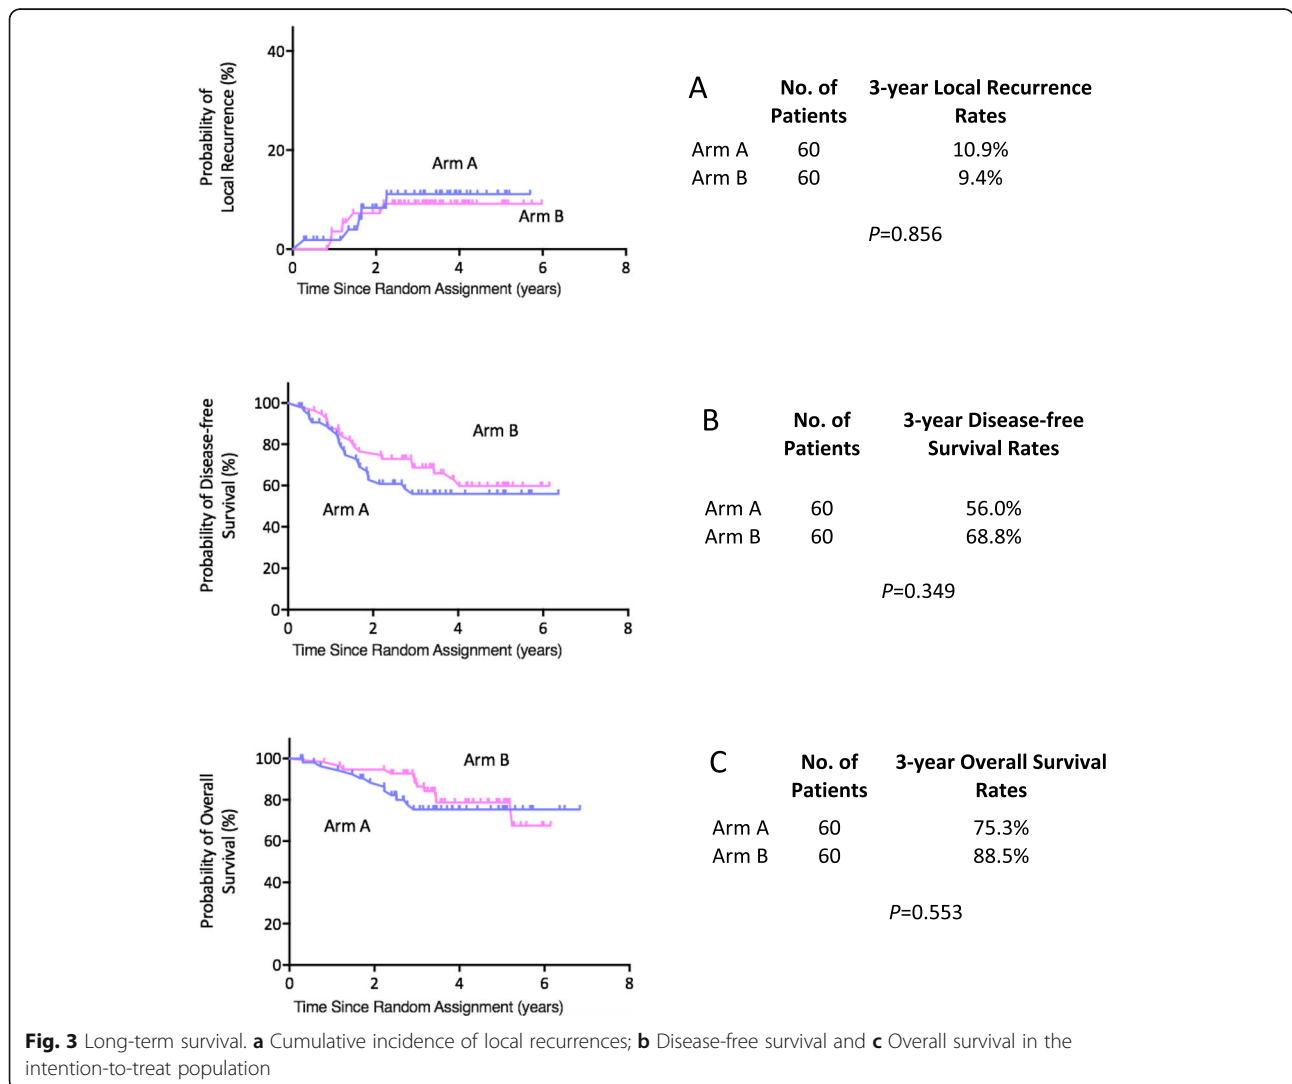 Probability of
Local Recurrence (%)
40
20
0
Arm A
Arm B
0 2 4 6 8
Time Since Random Assignment (years)
A No. of 3-year Local Recurrence
Patients Rates
Arm A 60 10.9%
Arm B 60 9.4%
P=0.856
Probability of Disease-free
Survival (%)
100
80
60
40
20
0
Arm B
Arm A
0 2 4 6 8
Time Since Random Assignment (years)
B No. of 3-year Disease-free
Patients Survival Rates
Arm A 60 56.0%
Arm B 60 68.8%
P=0.349
Probability of Overall
Survival (%)
100
80
60
40
20
0
Arm B
Arm A
0 2 4 6 8
Time Since Random Assignment (years)
C No. of 3-year Overall Survival
Patients Rates
Arm A 60 75.3%
Arm B 60 88.5%
P=0.553
Fig. 3 Long-term survival. a Cumulative incidence of local recurrences; b Disease-free survival and c Overall survival in the
intention-to-treat population